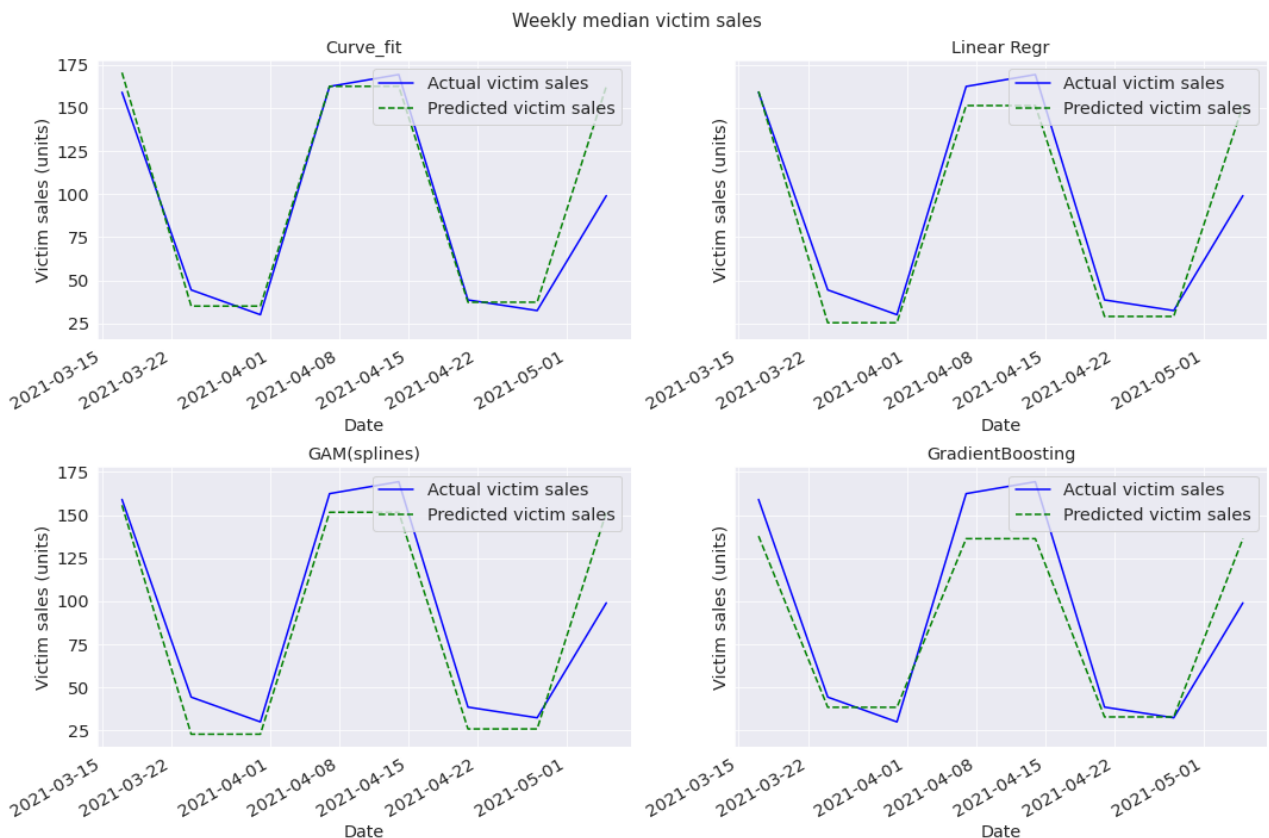 Weekly median victim sales
Curve_fit
Actual victim sales
Predicted victim sales
175
150
125
100
75
50
25
Victim sales (units)
2021-03-15
2021-03-22
2021-04-01
2021-04-08
2021-04-15
2021-04-22
2021-05-01
Date
Linear Regr
Actual victim sales
Predicted victim sales
Victim sales (units)
2021-03-15
2021-03-22
2021-04-01
2021-04-08
2021-04-15
2021-04-22
2021-05-01
Date
GAM(splines)
Actual victim sales
Predicted victim sales
175
150
125
100
75
50
25
Victim sales (units)
2021-03-15
2021-03-22
2021-04-01
2021-04-08
2021-04-15
2021-04-22
2021-05-01
Date
GradientBoosting
Actual victim sales
Predicted victim sales
Victim sales (units)
2021-03-15
2021-03-22
2021-04-01
2021-04-08
2021-04-15
2021-04-22
2021-05-01
Date